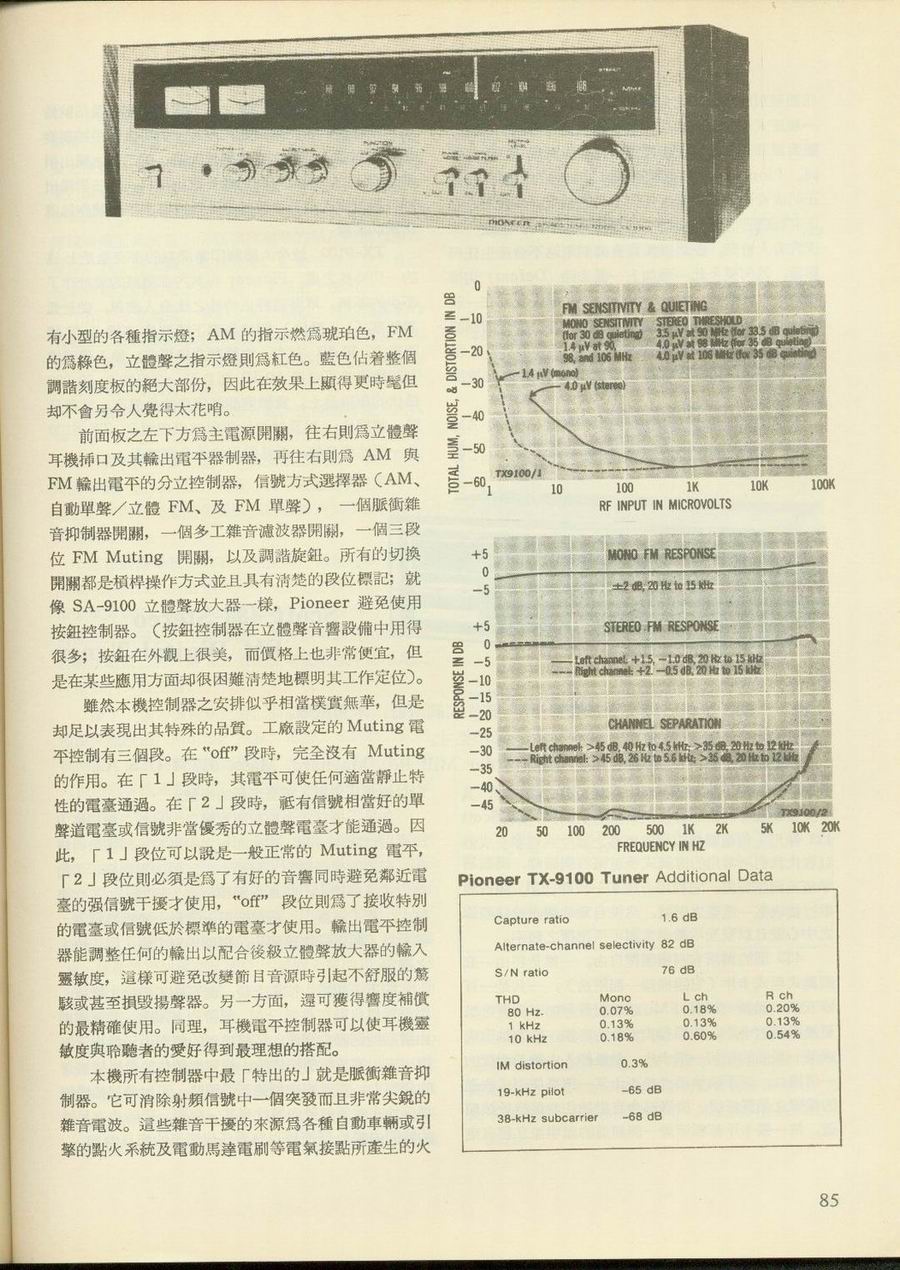 88 90 92 94 96 98 100 102 104 106 108
FUNCTION
PIONEER
有小型的各種指示燈；AM 的指示燃爲琥珀色，FM
的爲綠色，立體聲之指示燈則爲紅色。藍色佔着整個
調諧刻度板的絕大部份，因此在效果上顯得更時髦但
却不會另令人覺得太花哨。
前面板之左下方爲主電源開關，往右則爲立體聲
耳機揷口及其輸出電平器制器，再往右則爲 AM 與
FM 輸出電平的分立控制器，信號方式選擇器（AM、
自動單聲／立體 FM、及 FM 單聲），一個脈衝雜
音抑制器開關，一個多工雜音濾波器開關，一個三段
位 FM Muting 開關，以及調諧旋鈕。所有的切換
開關都是槓桿操作方式並且具有清楚的段位標記；就
像 SA-9100 立體聲放大器一樣，Pioneer 避免使用
按鈕控制器。（按鈕控制器在立體聲音響設備中用得
很多；按鈕在外觀上很美，而價格上也非常便宜，但
是在某些應用方面却很困難清楚地標明其工作定位）。
雖然本機控制器之安排似乎相當樸實無華，但是
却足以表現出其特殊的品質。工廠設定的 Muting 電
平控制有三個段。在 “off” 段時，完全沒有 Muting
的作用。在「1」段時，其電平可使任何適當靜止特
性的電臺通過。在「2」段時，祇有信號相當好的單
聲道電臺或信號非常優秀的立體聲電臺才能通過。因
此，「1」段位可以說是一般正常的 Muting 電平，
「2」段位則必須是爲了有好的音響同時避免鄰近電
臺的强信號干擾才使用，“off” 段位則爲了接收特別
的電臺或信號低於標準的電臺才使用。輸出電平控制
器能調整任何的輸出以配合後級立體聲放大器的輸入
靈敏度，這樣可避免改變節目音源時引起不舒服的驚
駭或甚至損毀揚聲器。另一方面，還可獲得響度補償
的最精確使用。同理，耳機電平控制器可以使耳機靈
敏度與聆聽者的愛好得到最理想的搭配。
本機所有控制器中最「特出的」就是脈衝雜音抑
制器。它可消除射頻信號中一個突發而且非常尖銳的
雜音電波。這些雜音干擾的來源爲各種自動車輛或引
擎的點火系統及電動馬達電刷等電氣接點所產生的火
TOTAL HUM, NOISE, & DISTORTION IN DB
0
−10
−20
−30
−40
−50
−60
FM SENSITIVITY & QUIETING
MONO SENSITIVITY STEREO THRESHOLD
(for 30 dB quieting) 3.5 μV at 90 MHz (for 33.5 dB quieting)
1.4 μV at 90, 4.0 μV at 98 MHz (for 35 dB quieting)
98, and 106 MHz 4.0 μV at 106 MHz (for 35 dB quieting)
1.4 μV (mono)
4.0 μV (stereo)
TX9100/1
1 10 100 1K 10K 100K
RF INPUT IN MICROVOLTS
RESPONSE IN DB
+5
0
−5
MONO FM RESPONSE
±2 dB, 20 Hz to 15 kHz
+5
0
−5
−10
−15
−20
−25
−30
−35
−40
−45
STEREO FM RESPONSE
Left channel: +1.5, −1.0 dB, 20 Hz to 15 kHz
Right channel: +2. −0.5 dB, 20 Hz to 15 kHz
CHANNEL SEPARATION
Left channel: >45 dB, 40 Hz to 4.5 kHz; >35 dB, 20 Hz to 12 kHz
Right channel: >45 dB, 26 Hz to 5.6 kHz; >35 dB, 20 Hz to 12 kHz
TX9100/2
20 50 100 200 500 1K 2K 5K 10K 20K
FREQUENCY IN HZ
Pioneer TX-9100 Tuner Additional Data
Capture ratio 1.6 dB
Alternate-channel selectivity 82 dB
S/N ratio 76 dB
THD Mono L ch R ch
80 Hz. 0.07% 0.18% 0.20%
1 kHz 0.13% 0.13% 0.13%
10 kHz 0.18% 0.60% 0.54%
IM distortion 0.3%
19-kHz pilot −65 dB
38-kHz subcarrier −68 dB
85